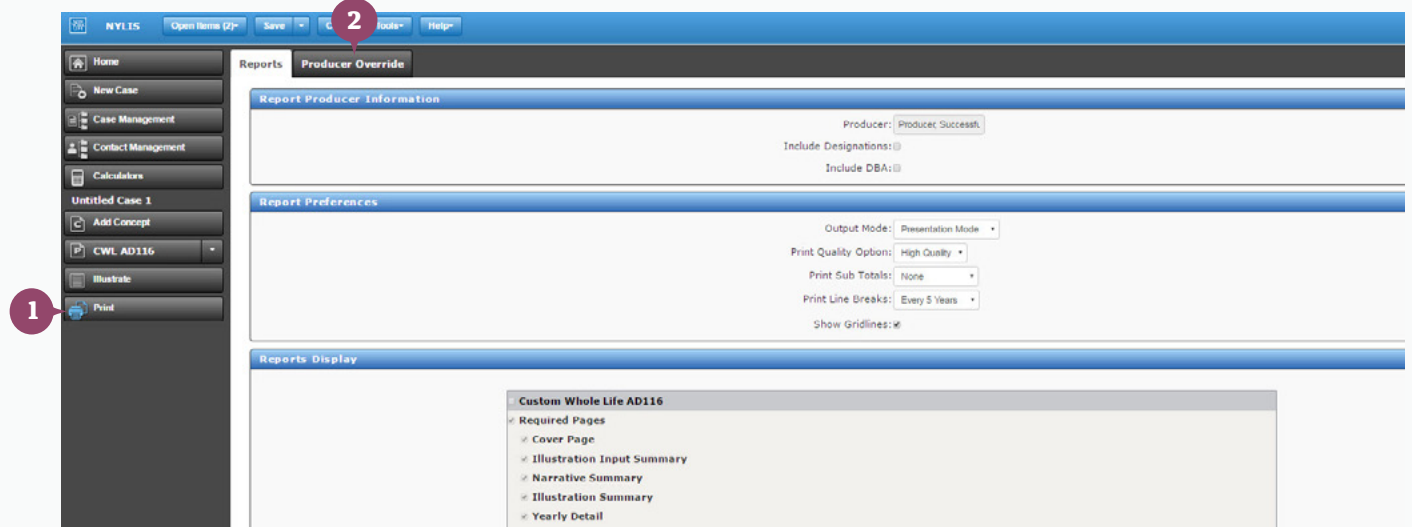 NYLIS Open Items (2) Save Tools Help
2
Home
New Case
Case Management
Contact Management
Calculators
Untitled Case 1
Add Concept
CWL AD116
Illustrate
Print
1
Reports Producer Override
Report Producer Information
Producer: Producer, Successfu
Include Designations:
Include DBA:
Report Preferences
Output Mode: Presentation Mode
Print Quality Option: High Quality
Print Sub Totals: None
Print Line Breaks: Every 5 Years
Show Gridlines:
Reports Display
Custom Whole Life AD116
Required Pages
Cover Page
Illustration Input Summary
Narrative Summary
Illustration Summary
Yearly Detail